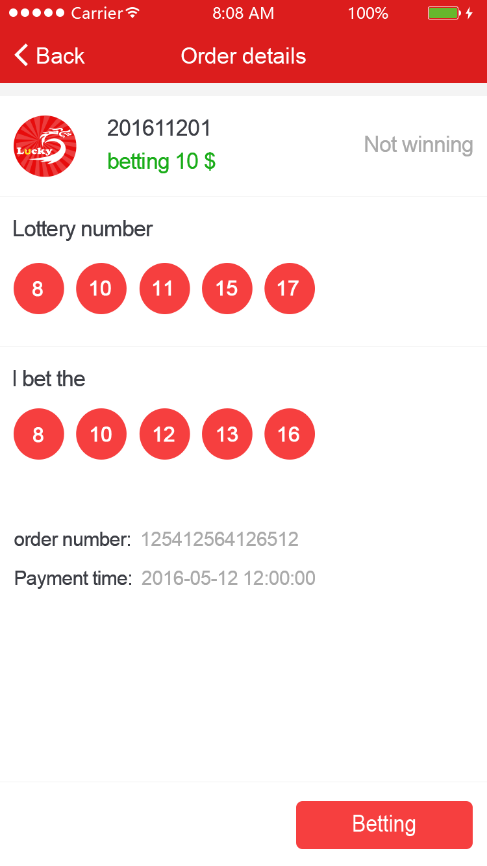 Carrier 8:08 AM 100%
Back Order details
Lucky 5
201611201
betting 10 $
Not winning
Lottery number
8 10 11 15 17
I bet the
8 10 12 13 16
order number: 125412564126512
Payment time: 2016-05-12 12:00:00
Betting